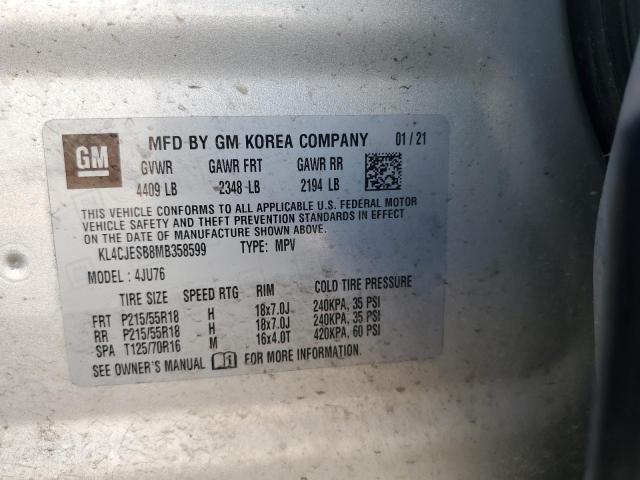 GM
MFD BY GM KOREA COMPANY 01 / 21
GVWR GAWR FRT GAWR RR
4409 LB 2348 LB 2194 LB
THIS VEHICLE CONFORMS TO ALL APPLICABLE U.S. FEDERAL MOTOR
VEHICLE SAFETY AND THEFT PREVENTION STANDARDS IN EFFECT
ON THE DATE OF MANUFACTURE SHOWN ABOVE.
KL4CJESB8MB358599 TYPE: MPV
MODEL : 4JU76
TIRE SIZE SPEED RTG RIM COLD TIRE PRESSURE
FRT P215/55R18 H 18x7.0J 240KPA, 35 PSI
RR P215/55R18 H 18x7.0J 240KPA, 35 PSI
SPA T125/70R16 M 16x4.0T 420KPA, 60 PSI
SEE OWNER'S MANUAL FOR MORE INFORMATION.